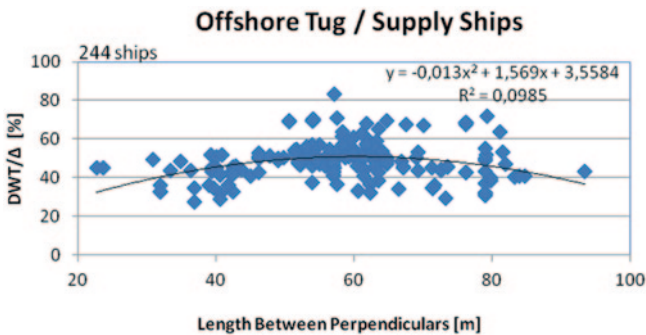 Offshore Tug / Supply Ships
244 ships
y = -0,013x² + 1,569x + 3,5584
R² = 0,0985
DWT/Δ [%]
100
80
60
40
20
0
20 40 60 80 100
Length Between Perpendiculars [m]